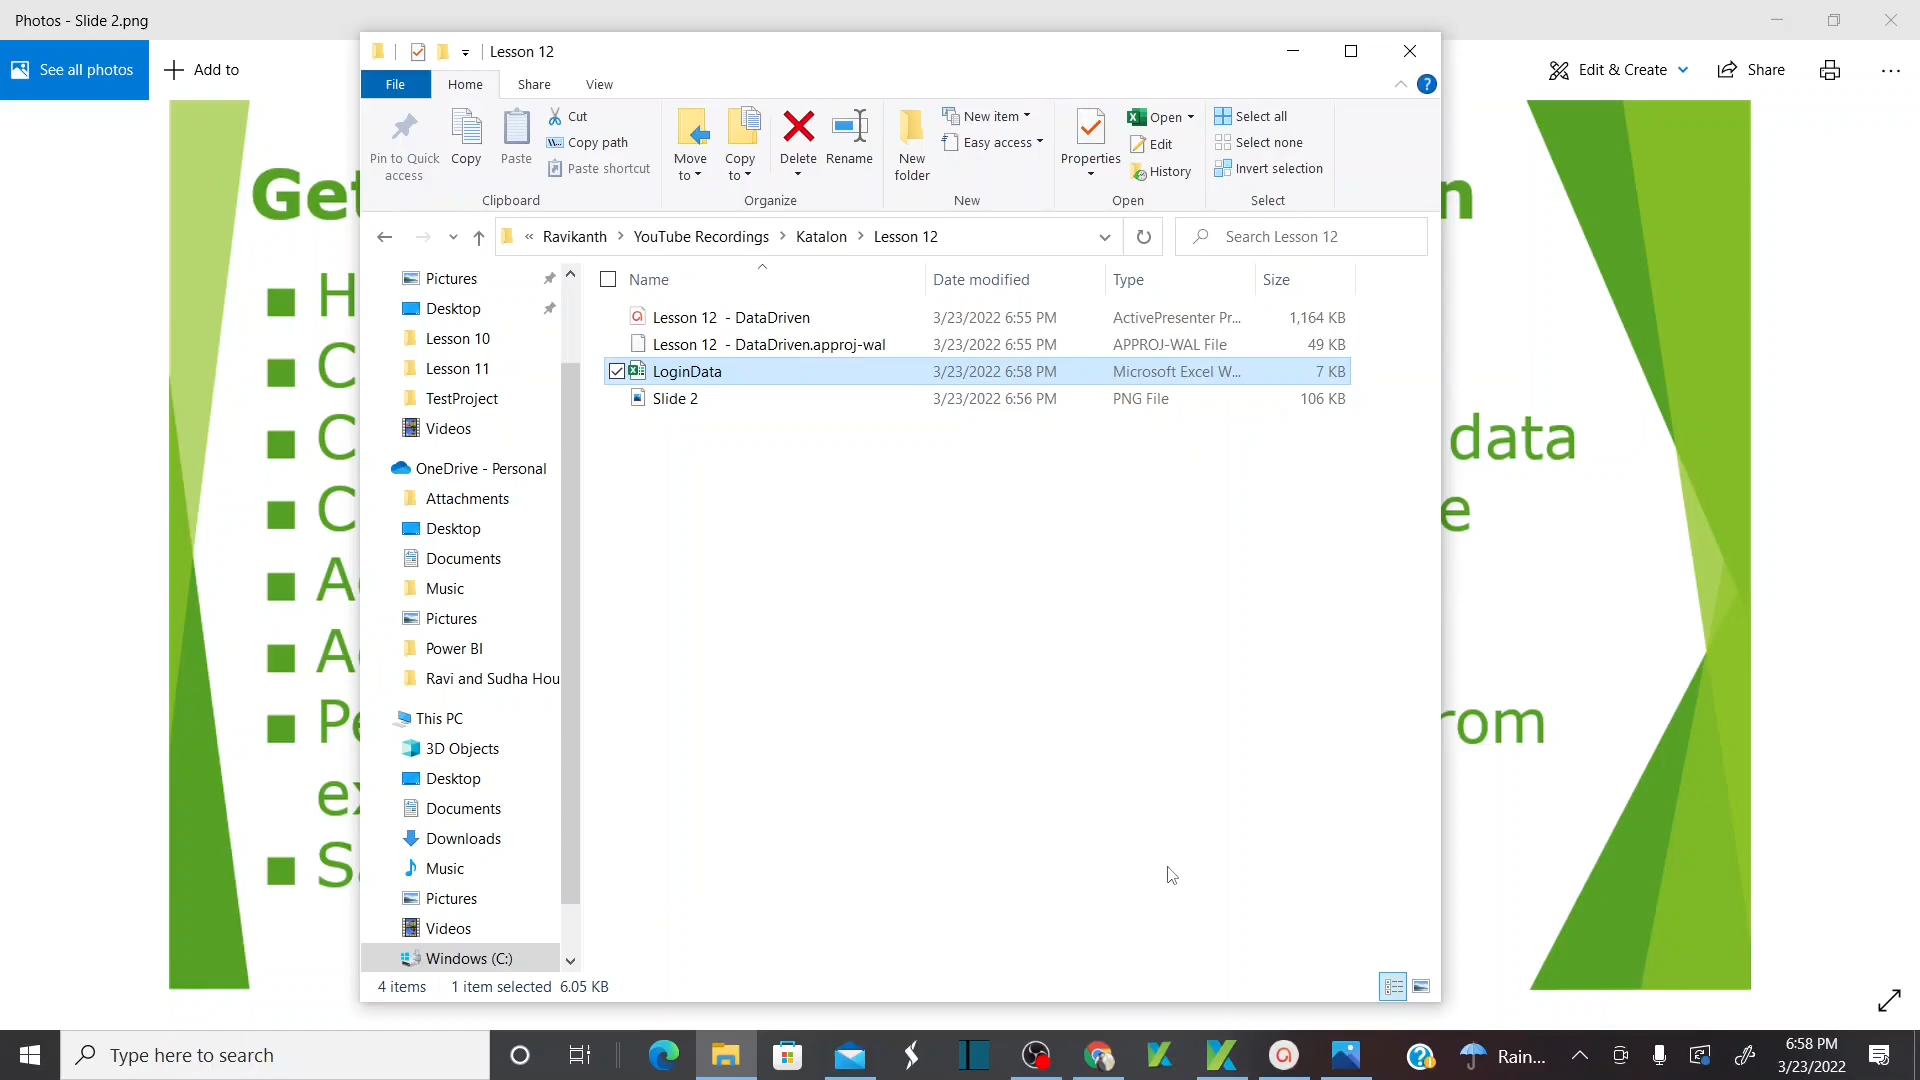 Photos - Slide 2.png
See all photos
Add to
Edit & Create
Share
Lesson 12
File
Home
Share
View
Pin to Quick access
Copy
Paste
Cut
Copy path
Paste shortcut
Clipboard
Move to
Copy to
Delete
Rename
Organize
New folder
New item
Easy access
New
Properties
Open
Edit
History
Open
Select all
Select none
Invert selection
Select
« Ravikanth > YouTube Recordings > Katalon > Lesson 12
Search Lesson 12
Name Date modified Type Size
Lesson 12 - DataDriven 3/23/2022 6:55 PM ActivePresenter Pr... 1,164 KB
Lesson 12 - DataDriven.approj-wal 3/23/2022 6:55 PM APPROJ-WAL File 49 KB
LoginData 3/23/2022 6:58 PM Microsoft Excel W... 7 KB
Slide 2 3/23/2022 6:56 PM PNG File 106 KB
Pictures
Desktop
Lesson 10
Lesson 11
TestProject
Videos
OneDrive - Personal
Attachments
Desktop
Documents
Music
Pictures
Power BI
Ravi and Sudha Hou
This PC
3D Objects
Desktop
Documents
Downloads
Music
Pictures
Videos
Windows (C:)
4 items 1 item selected 6.05 KB
data
Type here to search
Rain...
6:58 PM
3/23/2022